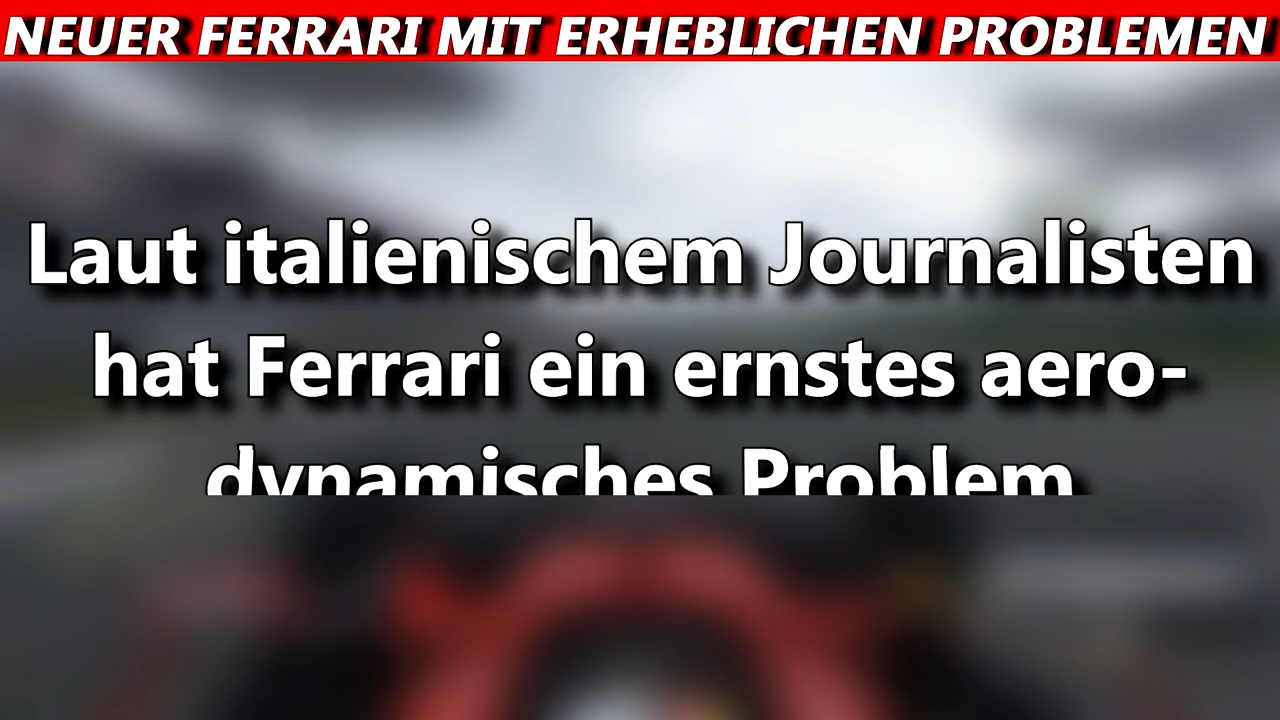 NEUER FERRARI MIT ERHEBLICHEN PROBLEMEN
Laut italienischem Journalisten
hat Ferrari ein ernstes aero-
dynamisches Problem